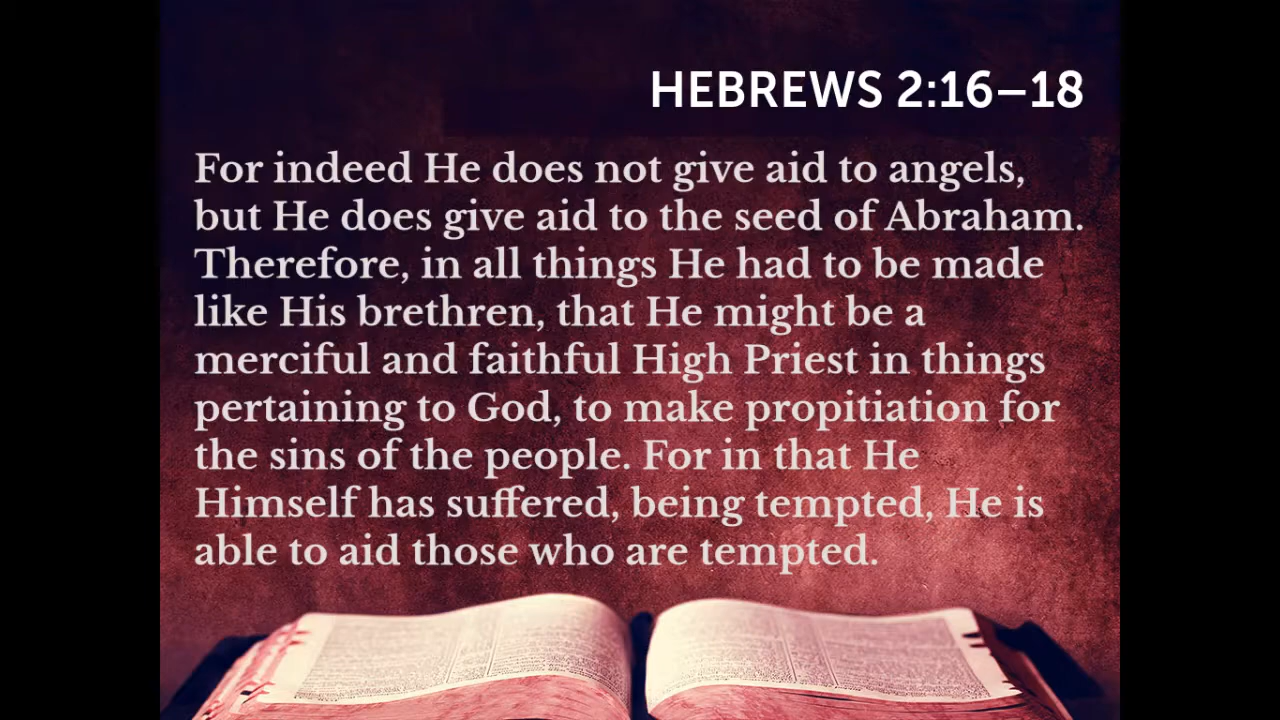 HEBREWS 2:16–18
For indeed He does not give aid to angels,
but He does give aid to the seed of Abraham.
Therefore, in all things He had to be made
like His brethren, that He might be a
merciful and faithful High Priest in things
pertaining to God, to make propitiation for
the sins of the people. For in that He
Himself has suffered, being tempted, He is
able to aid those who are tempted.